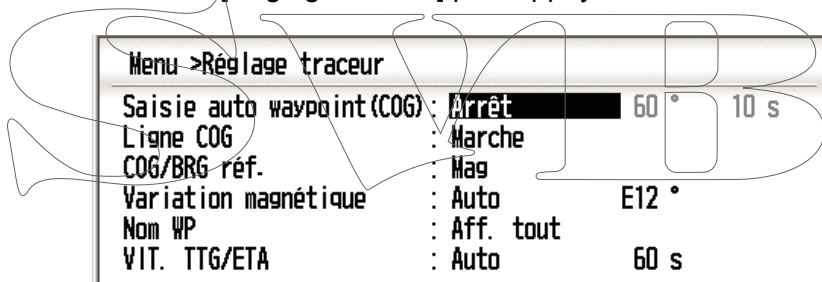 Menu >Réglage traceur
Saisie auto waypoint(COG) : Arrêt 60 ° 10 s
Ligne COG : Marche
COG/BRG réf. : Mag
Variation magnétique : Auto E12 °
Nom WP : Aff. tout
VIT. TTG/ETA : Auto 60 s
SVB